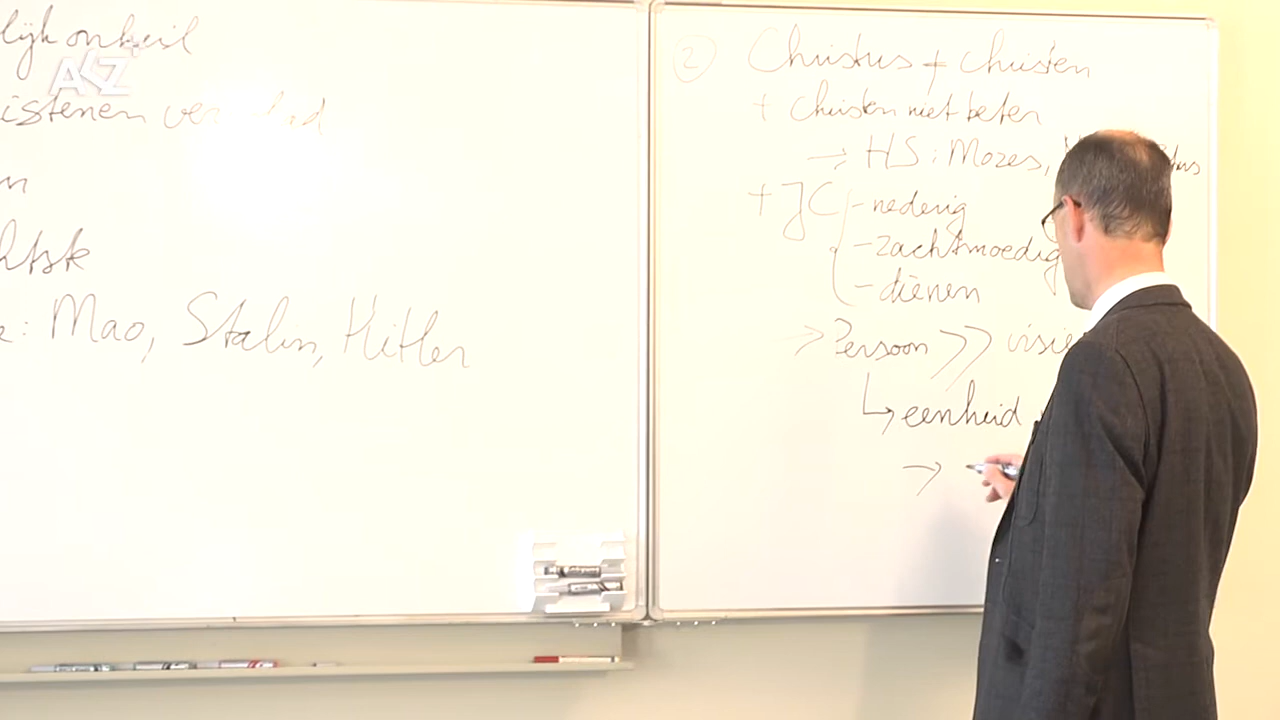 lijk onheil
ASZ
istenen ver
n
htsk
e: Mao, Stalin, Hitler
2 Christus ≠ christen
+ christen niet beter
→ HS: Mozes,
+ JC - nederig
- zachtmoedig
- dienen
→ Persoon >> visie
↳ eenheid
→